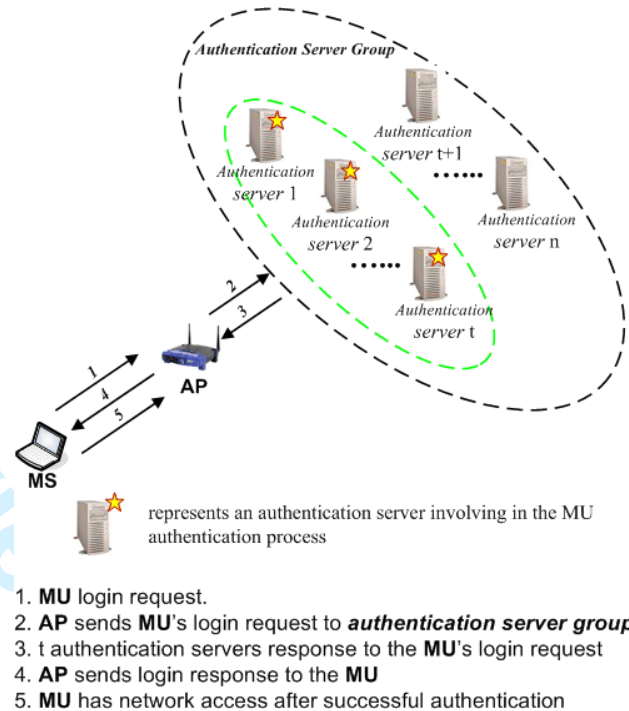 Authentication Server Group
Authentication
server t+1
Authentication
server 1
Authentication
server n
Authentication
server 2
Authentication
server t
2
3
1
4
5
AP
MS
represents an authentication server involving in the MU
authentication process
1. MU login request.
2. AP sends MU's login request to authentication server group
3. t authentication servers response to the MU's login request
4. AP sends login response to the MU
5. MU has network access after successful authentication